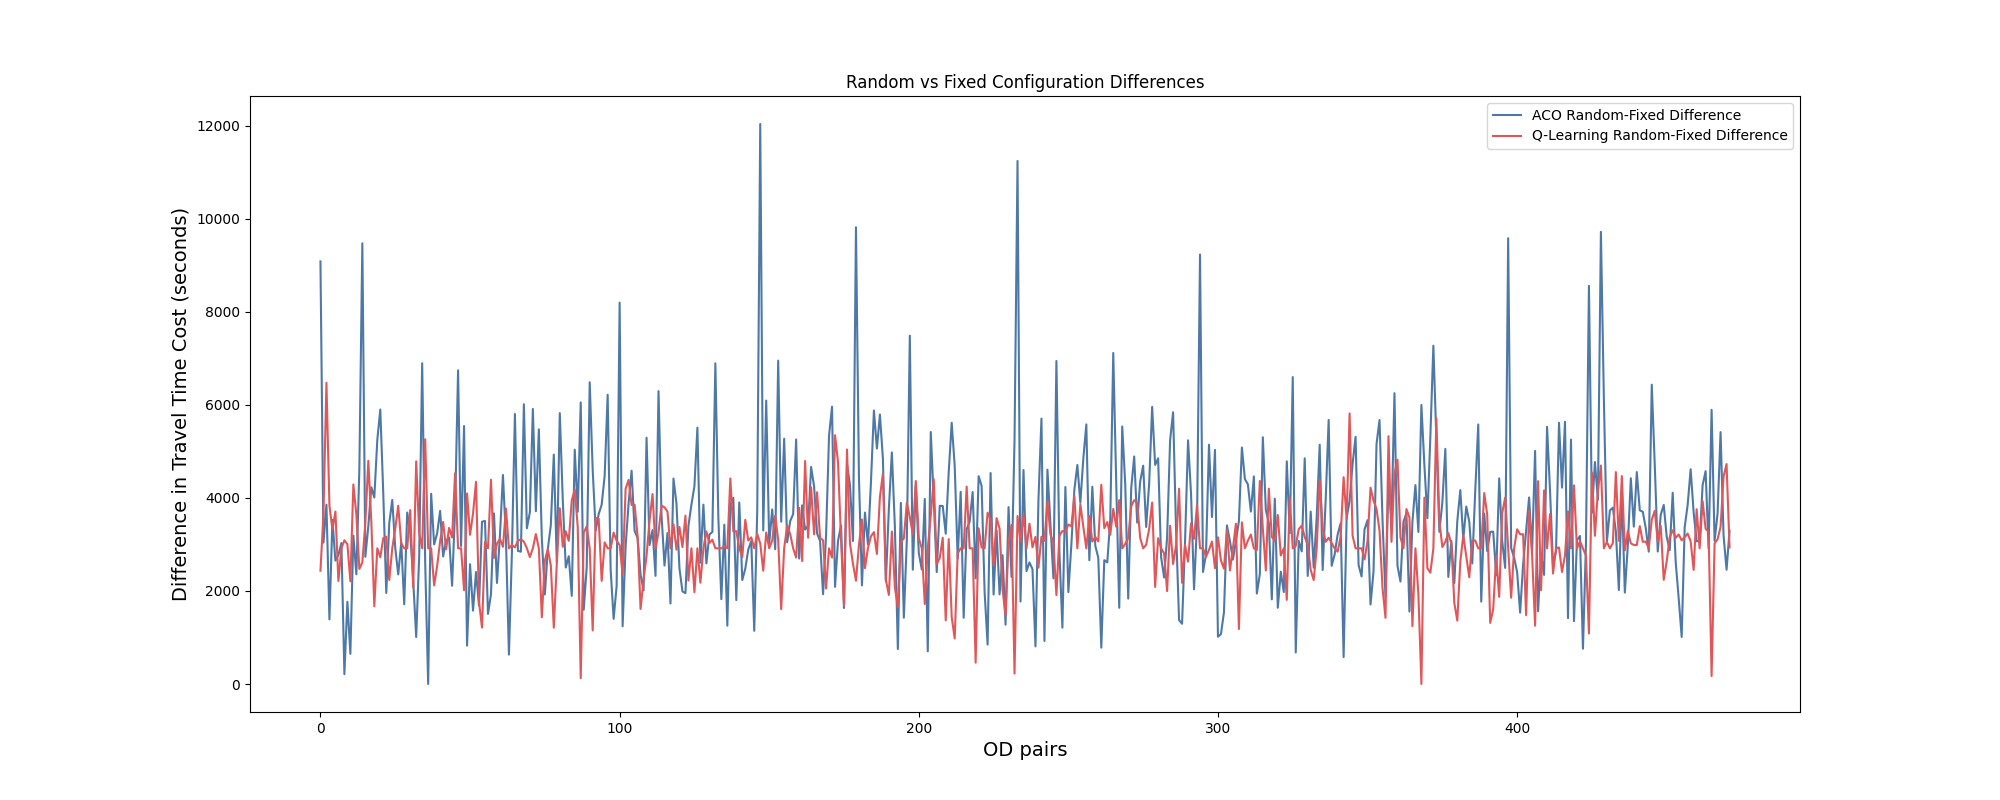 Random vs Fixed Configuration Differences
ACO Random-Fixed Difference
Q-Learning Random-Fixed Difference
Difference in Travel Time Cost (seconds)
12000
10000
8000
6000
4000
2000
0
0 100 200 300 400
OD pairs